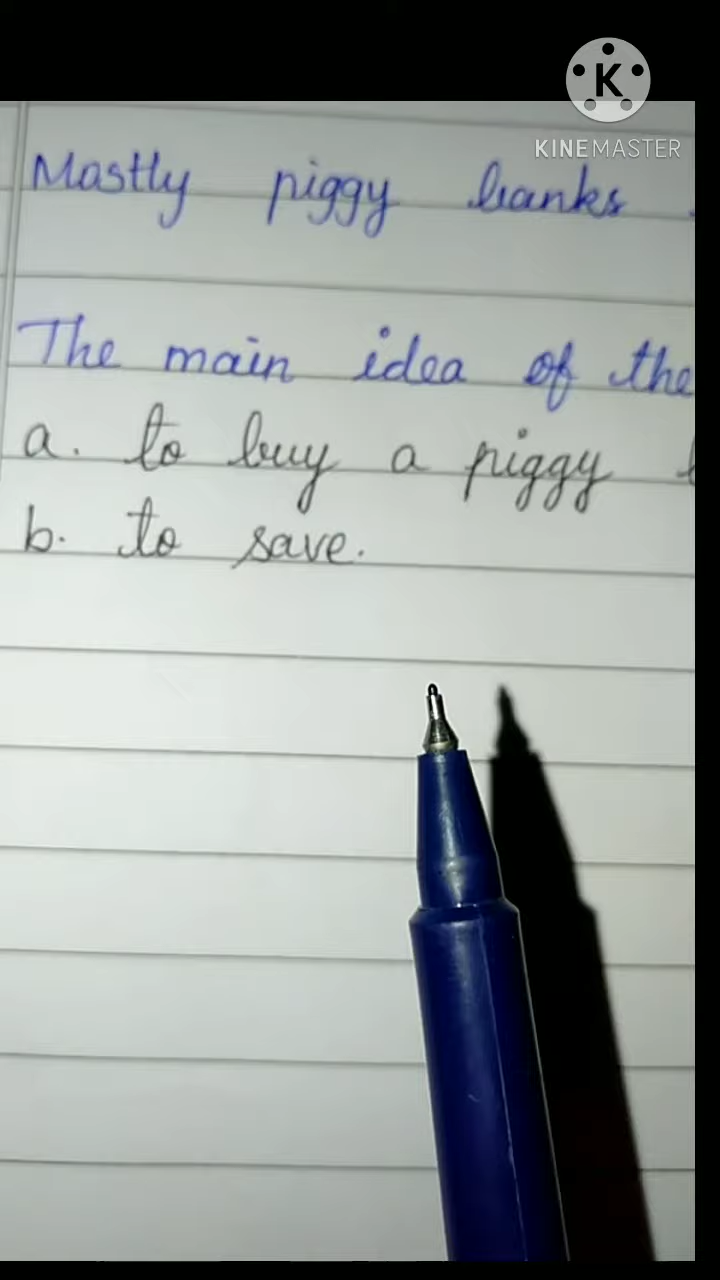 K
KINEMASTER
Mostly piggy banks
The main idea of the
a. to buy a piggy
b. to save.